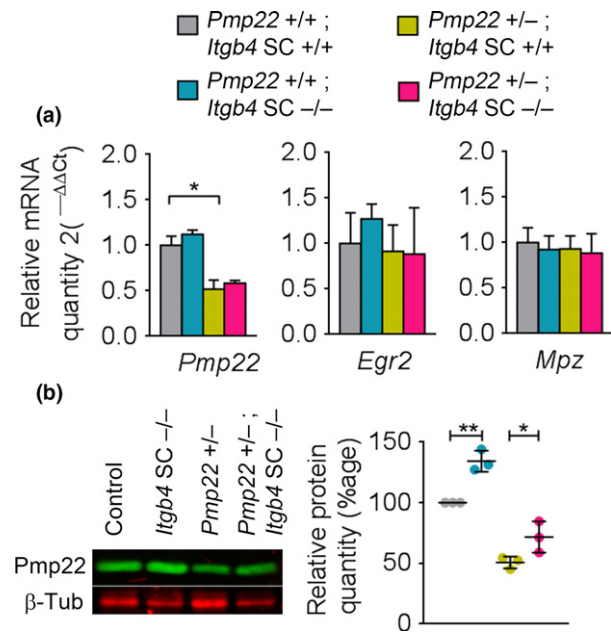 Pmp22 +/+ ;
Itgb4 SC +/+
Pmp22 +/– ;
Itgb4 SC +/+
Pmp22 +/+ ;
Itgb4 SC –/–
Pmp22 +/– ;
Itgb4 SC –/–
(a)
Relative mRNA
quantity 2(—ΔΔCt)
2.0
1.5
1.0
0.5
0.0
*
Pmp22
2.0
1.5
1.0
0.5
0.0
Egr2
2.0
1.5
1.0
0.5
0.0
Mpz
(b)
Control
Itgb4 SC –/–
Pmp22 +/–
Pmp22 +/– ;
Itgb4 SC –/–
Pmp22
β-Tub
Relative protein
quantity (%age)
150
100
50
0
**
*